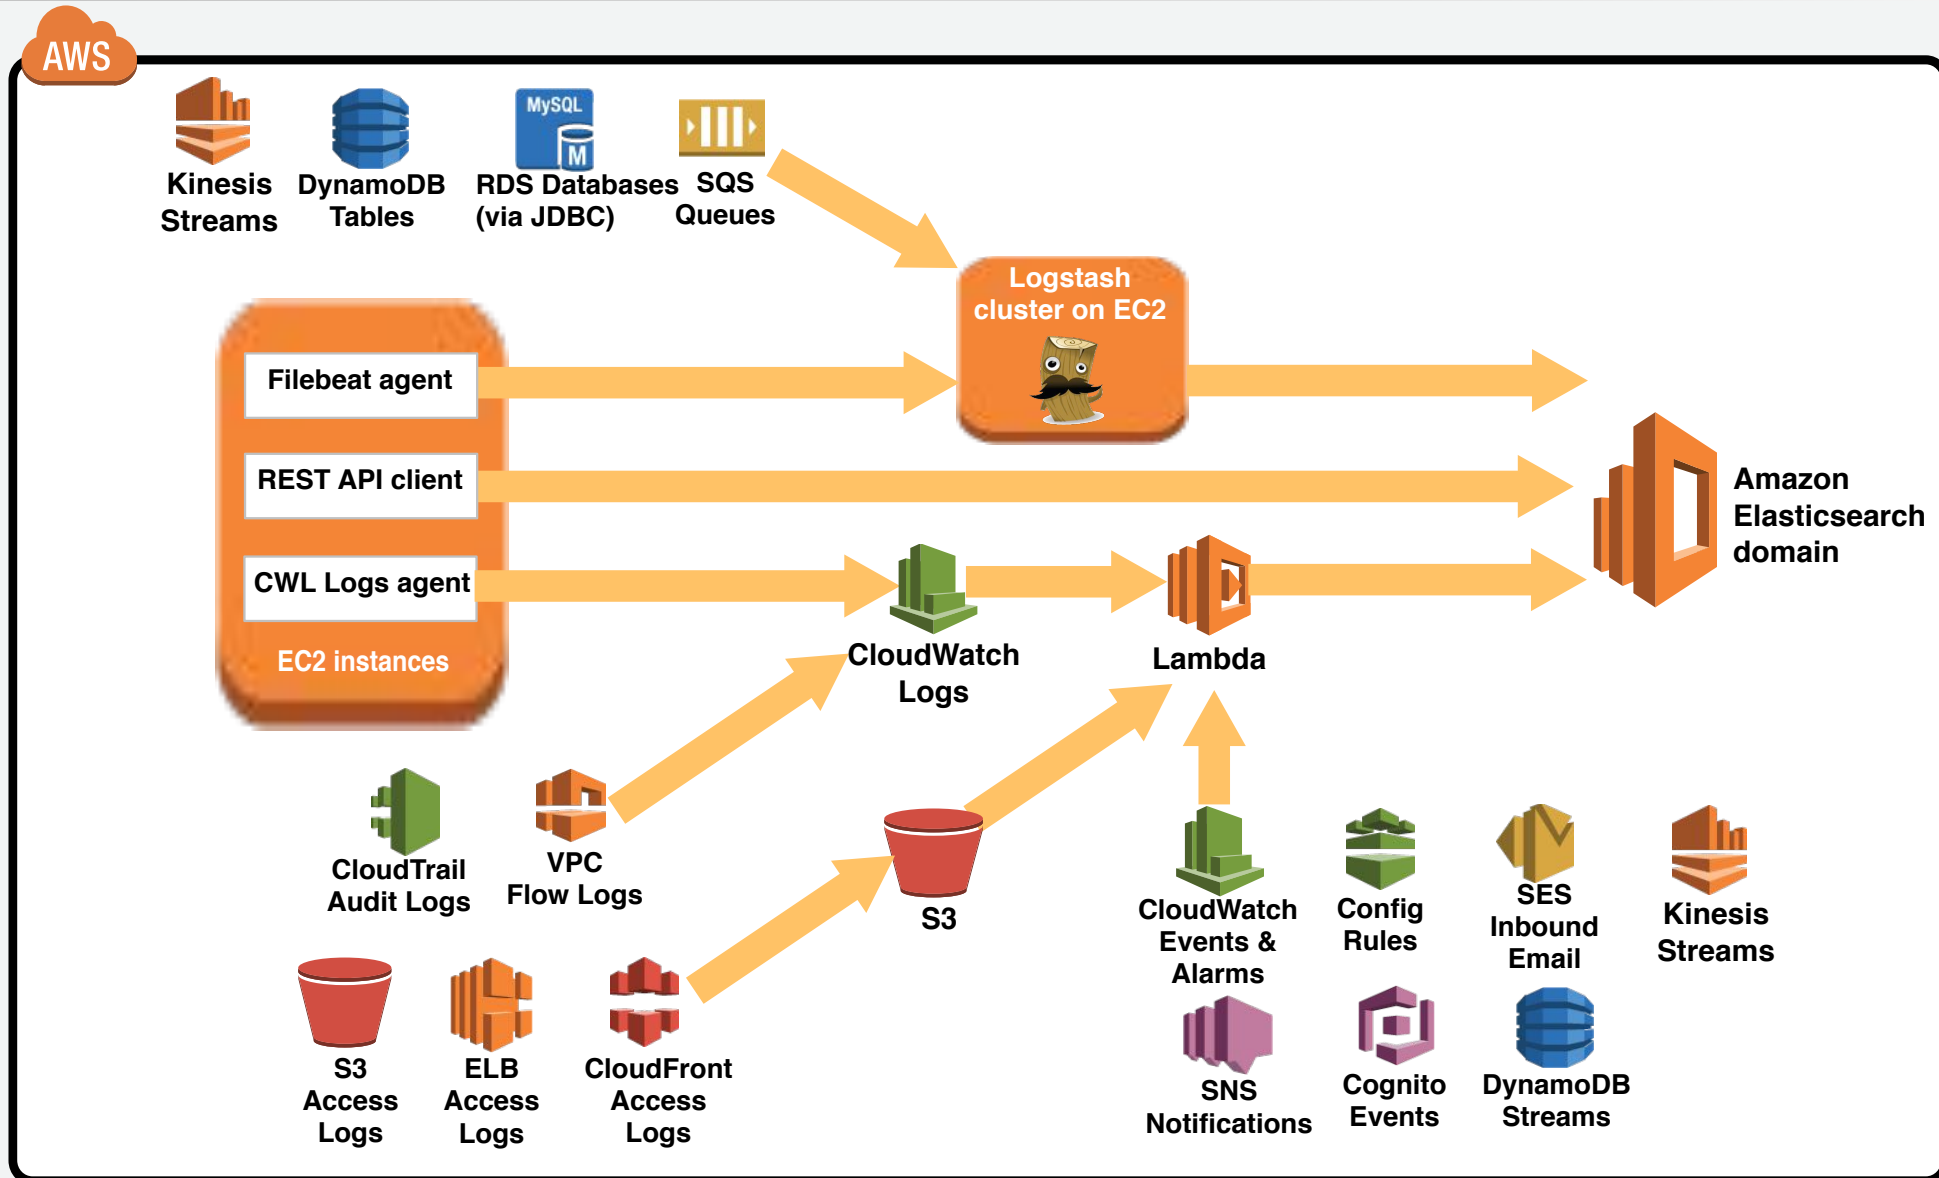 AWS
MySQL
M
Kinesis
Streams
DynamoDB
Tables
RDS Databases
(via JDBC)
SQS
Queues
Logstash
cluster on EC2
Filebeat agent
REST API client
CWL Logs agent
EC2 instances
Amazon
Elasticsearch
domain
CloudWatch
Logs
Lambda
CloudTrail
Audit Logs
VPC
Flow Logs
S3
CloudWatch
Events &
Alarms
Config
Rules
SES
Inbound
Email
Kinesis
Streams
S3
Access
Logs
ELB
Access
Logs
CloudFront
Access
Logs
SNS
Notifications
Cognito
Events
DynamoDB
Streams